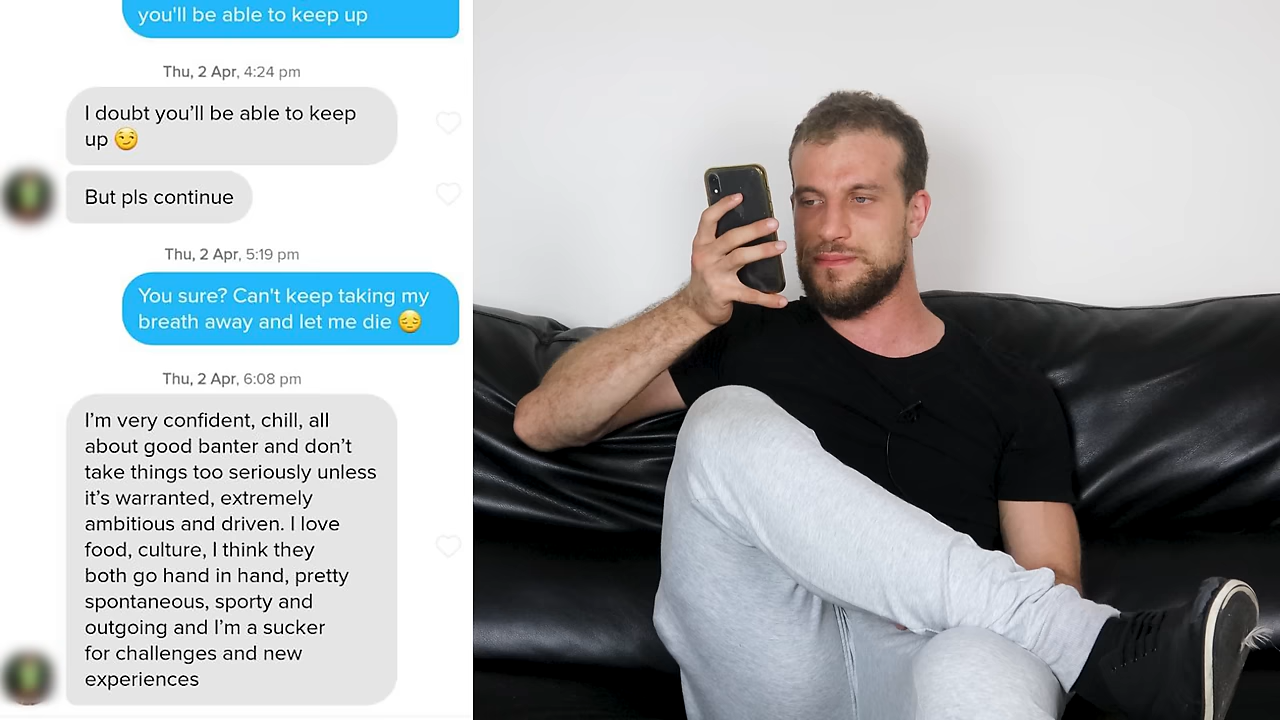 you'll be able to keep up
Thu, 2 Apr, 4:24 pm
I doubt you’ll be able to keep
up 😏
But pls continue
Thu, 2 Apr, 5:19 pm
You sure? Can't keep taking my
breath away and let me die 😔
Thu, 2 Apr, 6:08 pm
I’m very confident, chill, all
about good banter and don’t
take things too seriously unless
it’s warranted, extremely
ambitious and driven. I love
food, culture, I think they
both go hand in hand, pretty
spontaneous, sporty and
outgoing and I’m a sucker
for challenges and new
experiences